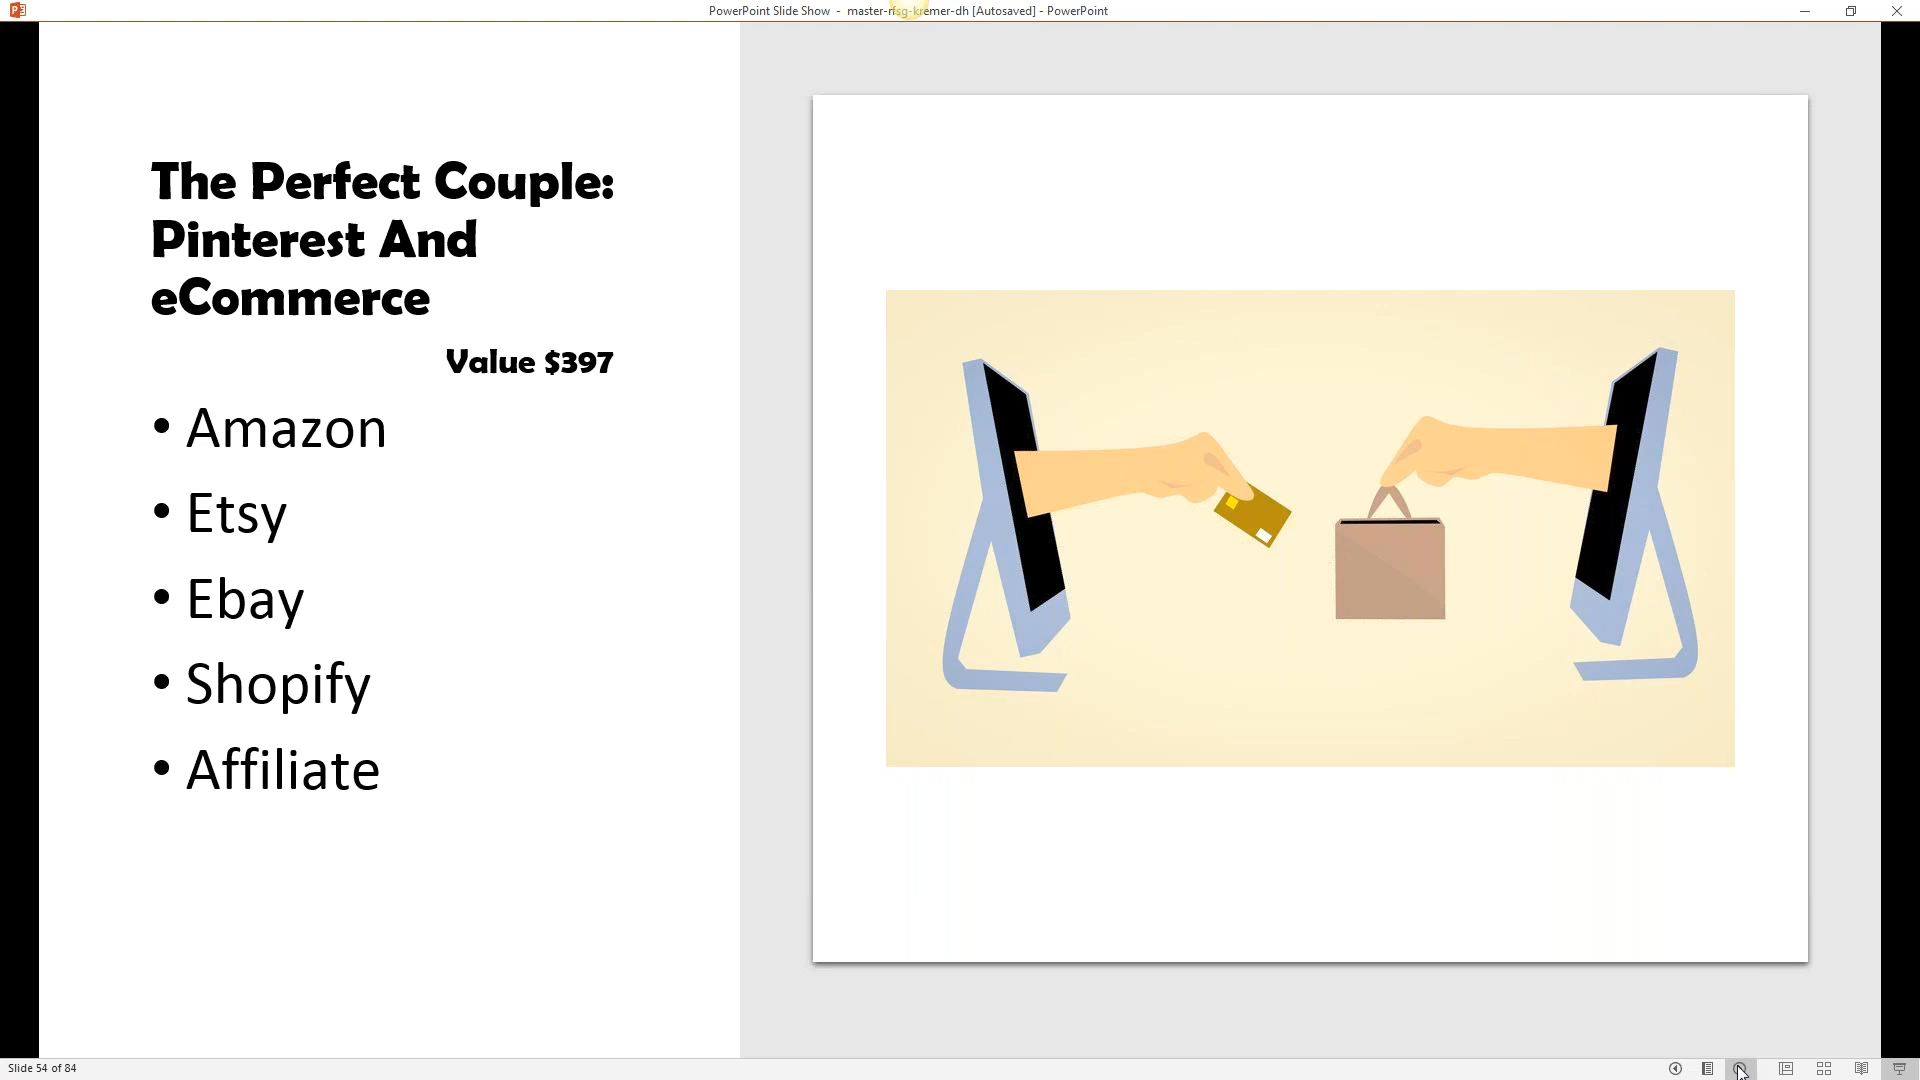 PowerPoint Slide Show - master-rfsg-kremer-dh [Autosaved] - PowerPoint
The Perfect Couple:
Pinterest And
eCommerce
Value $397
• Amazon
• Etsy
• Ebay
• Shopify
• Affiliate
Slide 54 of 84